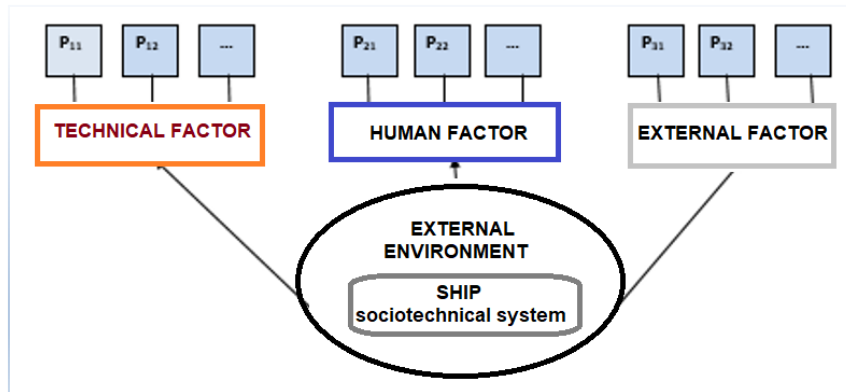 P11 P12 --- P21 P22 --- P31 P32 ---
TECHNICAL FACTOR HUMAN FACTOR EXTERNAL FACTOR
EXTERNAL
ENVIRONMENT
SHIP
sociotechnical system